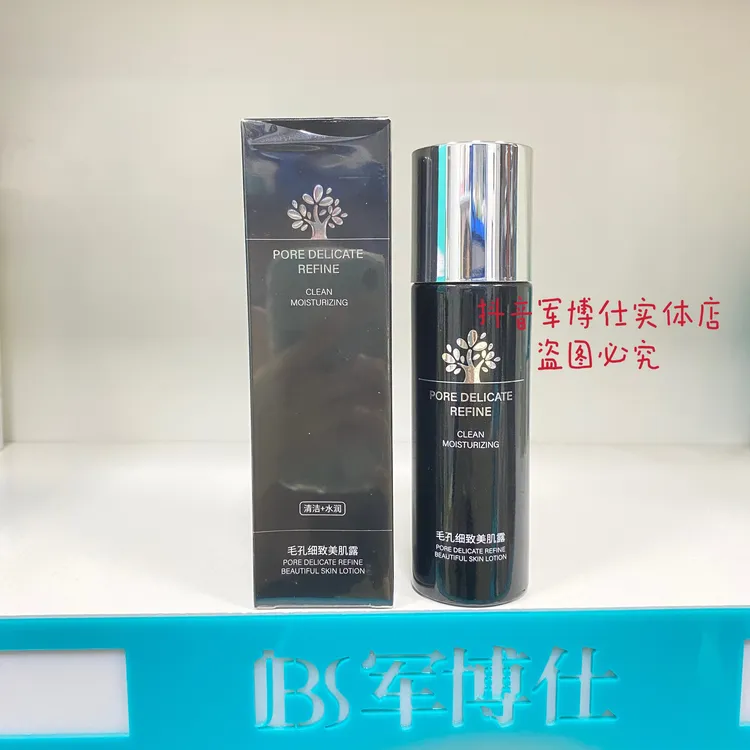 PORE DELICATE
REFINE
CLEAN
MOISTURIZING
清洁+水润
毛孔细致美肌露
PORE DELICATE REFINE
BEAUTIFUL SKIN LOTION
抖音军博仕实体店
盗图必究
PORE DELICATE
REFINE
CLEAN
MOISTURIZING
毛孔细致美肌露
PORE DELICATE REFINE
BEAUTIFUL SKIN LOTION
JBS军博仕